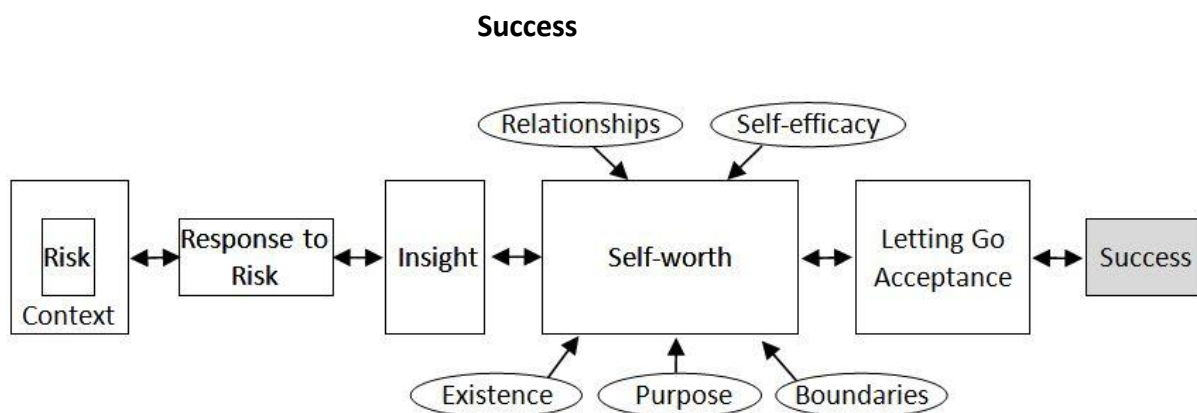 Success
Relationships
Self-efficacy
Risk
Context
Response to
Risk
Insight
Self-worth
Letting Go
Acceptance
Success
Existence
Purpose
Boundaries